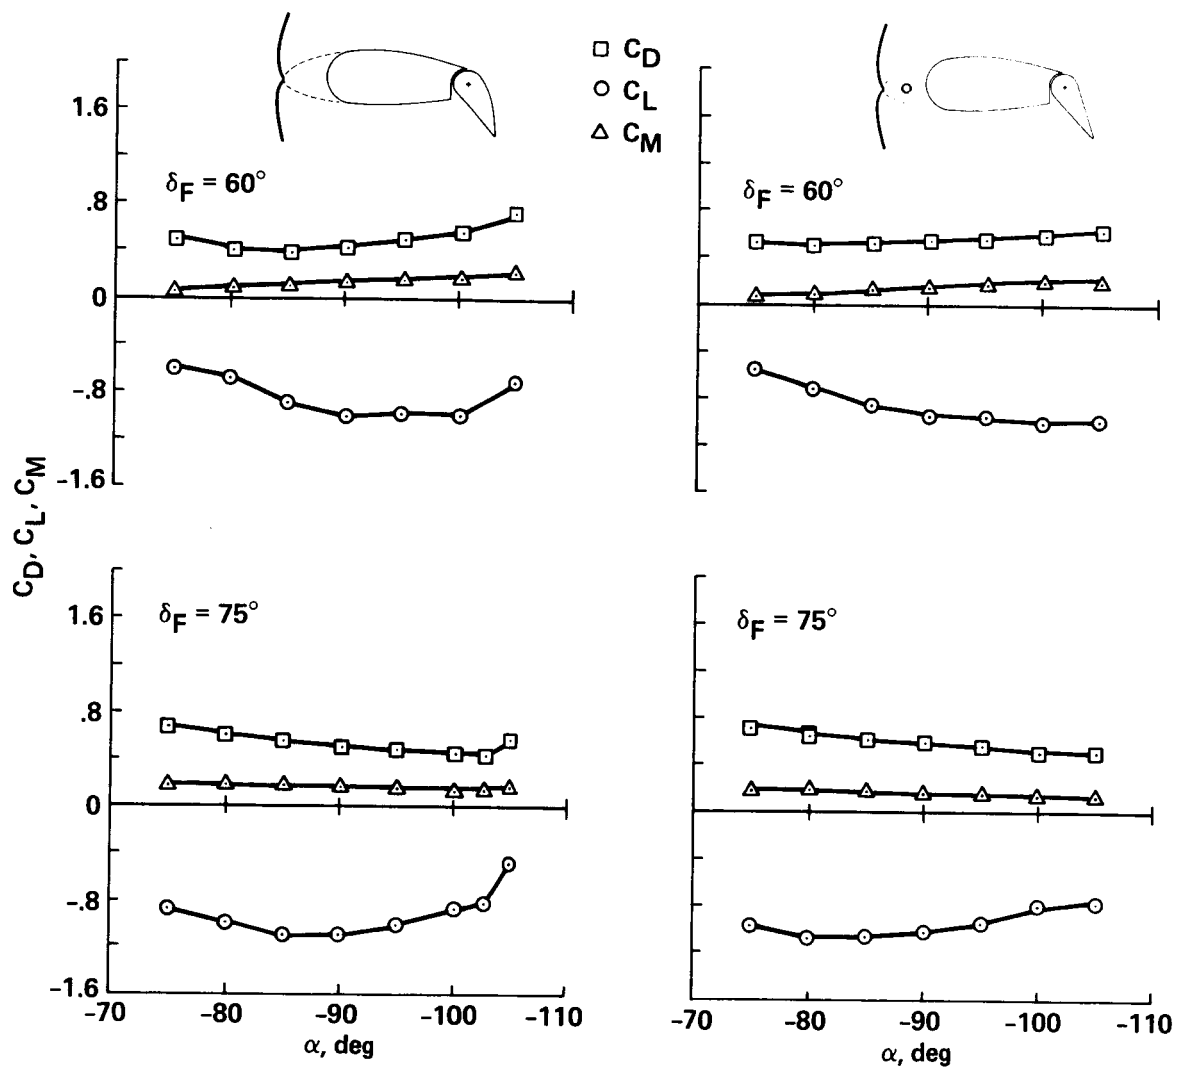 □ C_D
○ C_L
△ C_M
1.6
.8
0
–.8
–1.6
δ_F = 60°
δ_F = 60°
C_D, C_L, C_M
1.6
.8
0
–.8
–1.6
δ_F = 75°
δ_F = 75°
–70 –80 –90 –100 –110
α, deg
–70 –80 –90 –100 –110
α, deg